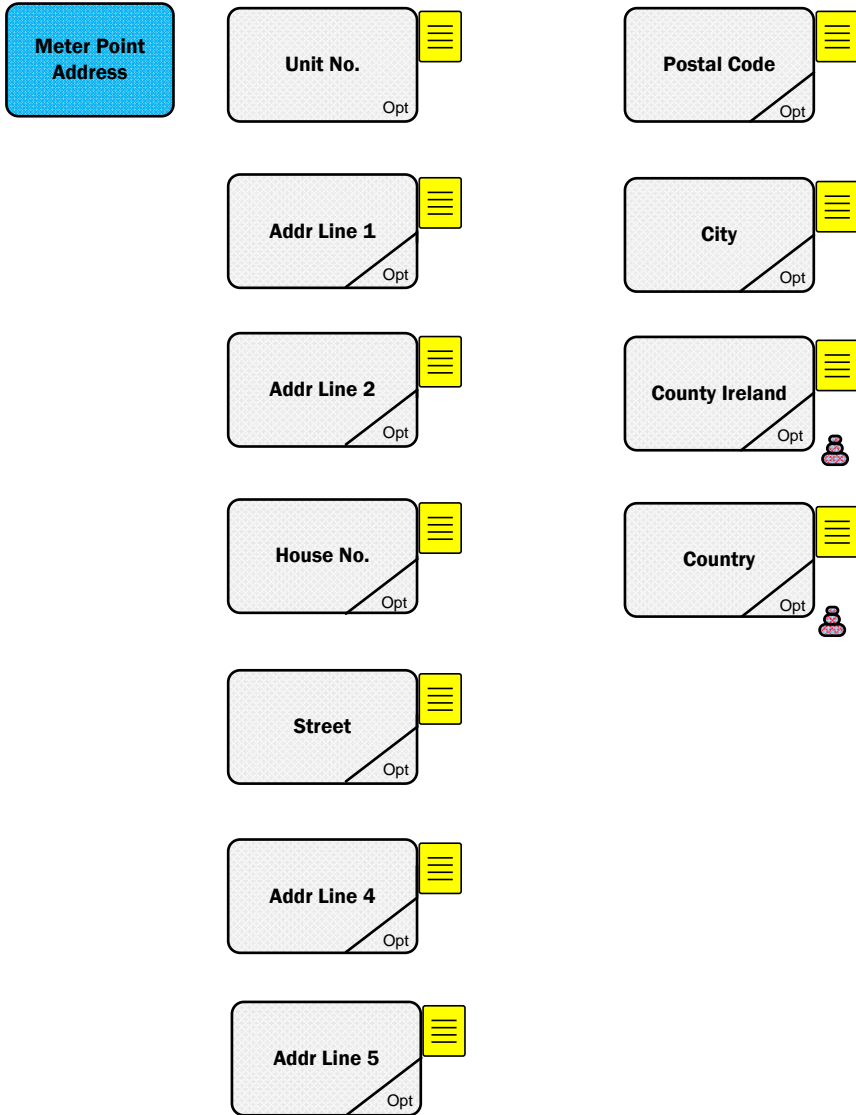 Meter Point
Address
Unit No.
Opt
Addr Line 1
Opt
Addr Line 2
Opt
House No.
Opt
Street
Opt
Addr Line 4
Opt
Addr Line 5
Opt
Postal Code
Opt
City
Opt
County Ireland
Opt
Country
Opt